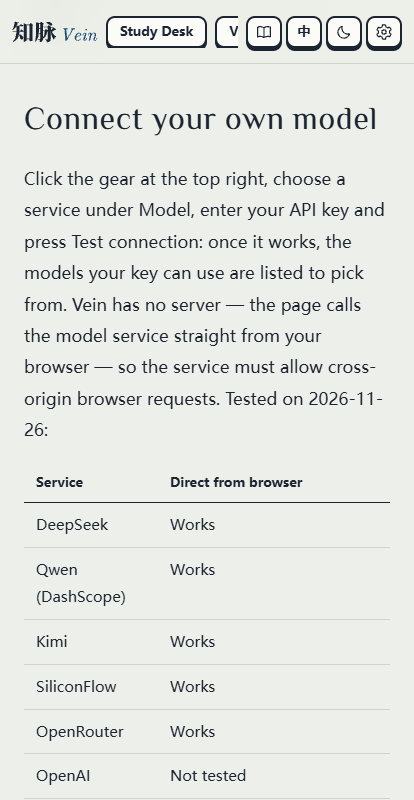 知脉 Vein Study Desk V 中
Connect your own model
Click the gear at the top right, choose a
service under Model, enter your API key and
press Test connection: once it works, the
models your key can use are listed to pick
from. Vein has no server — the page calls
the model service straight from your
browser — so the service must allow cross-
origin browser requests. Tested on 2026-11-
26:
Service Direct from browser
DeepSeek Works
Qwen Works
(DashScope)
Kimi Works
SiliconFlow Works
OpenRouter Works
OpenAI Not tested